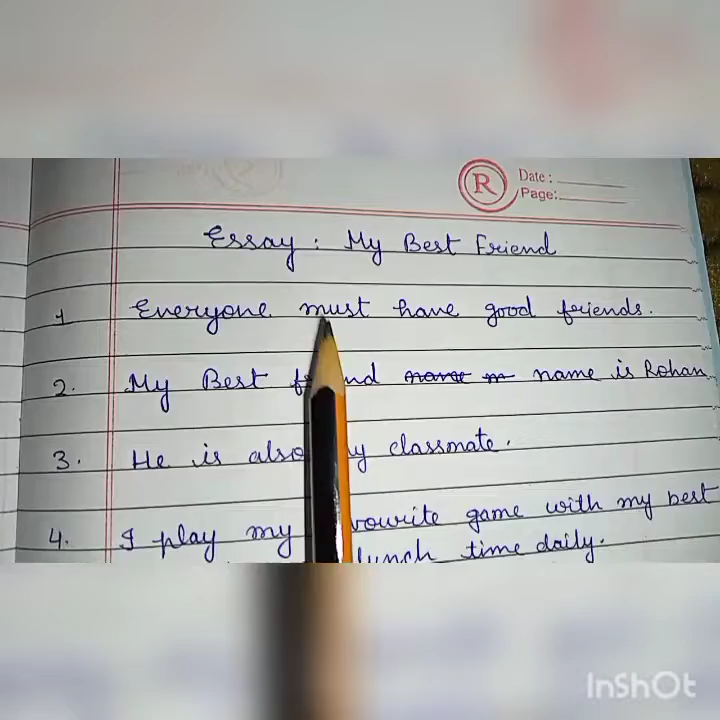 R
Date :
Page:
Essay : My Best Friend
1 Everyone must have good friends.
2. My Best name is Rohan
3. He is also classmate.
4. I play my game with my best
lunch time daily.
InShOt